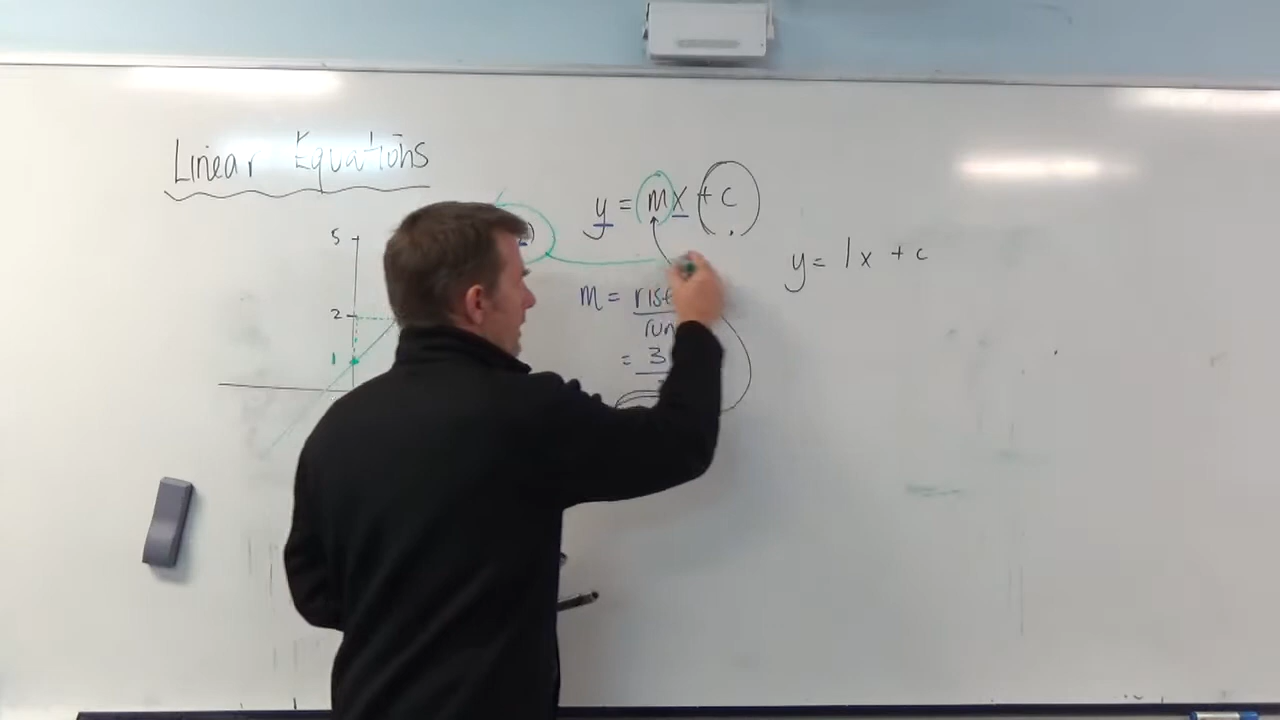 Linear Equations
y = mx + c
5
y = 1x + c
m = rise
run
2
= 3
1